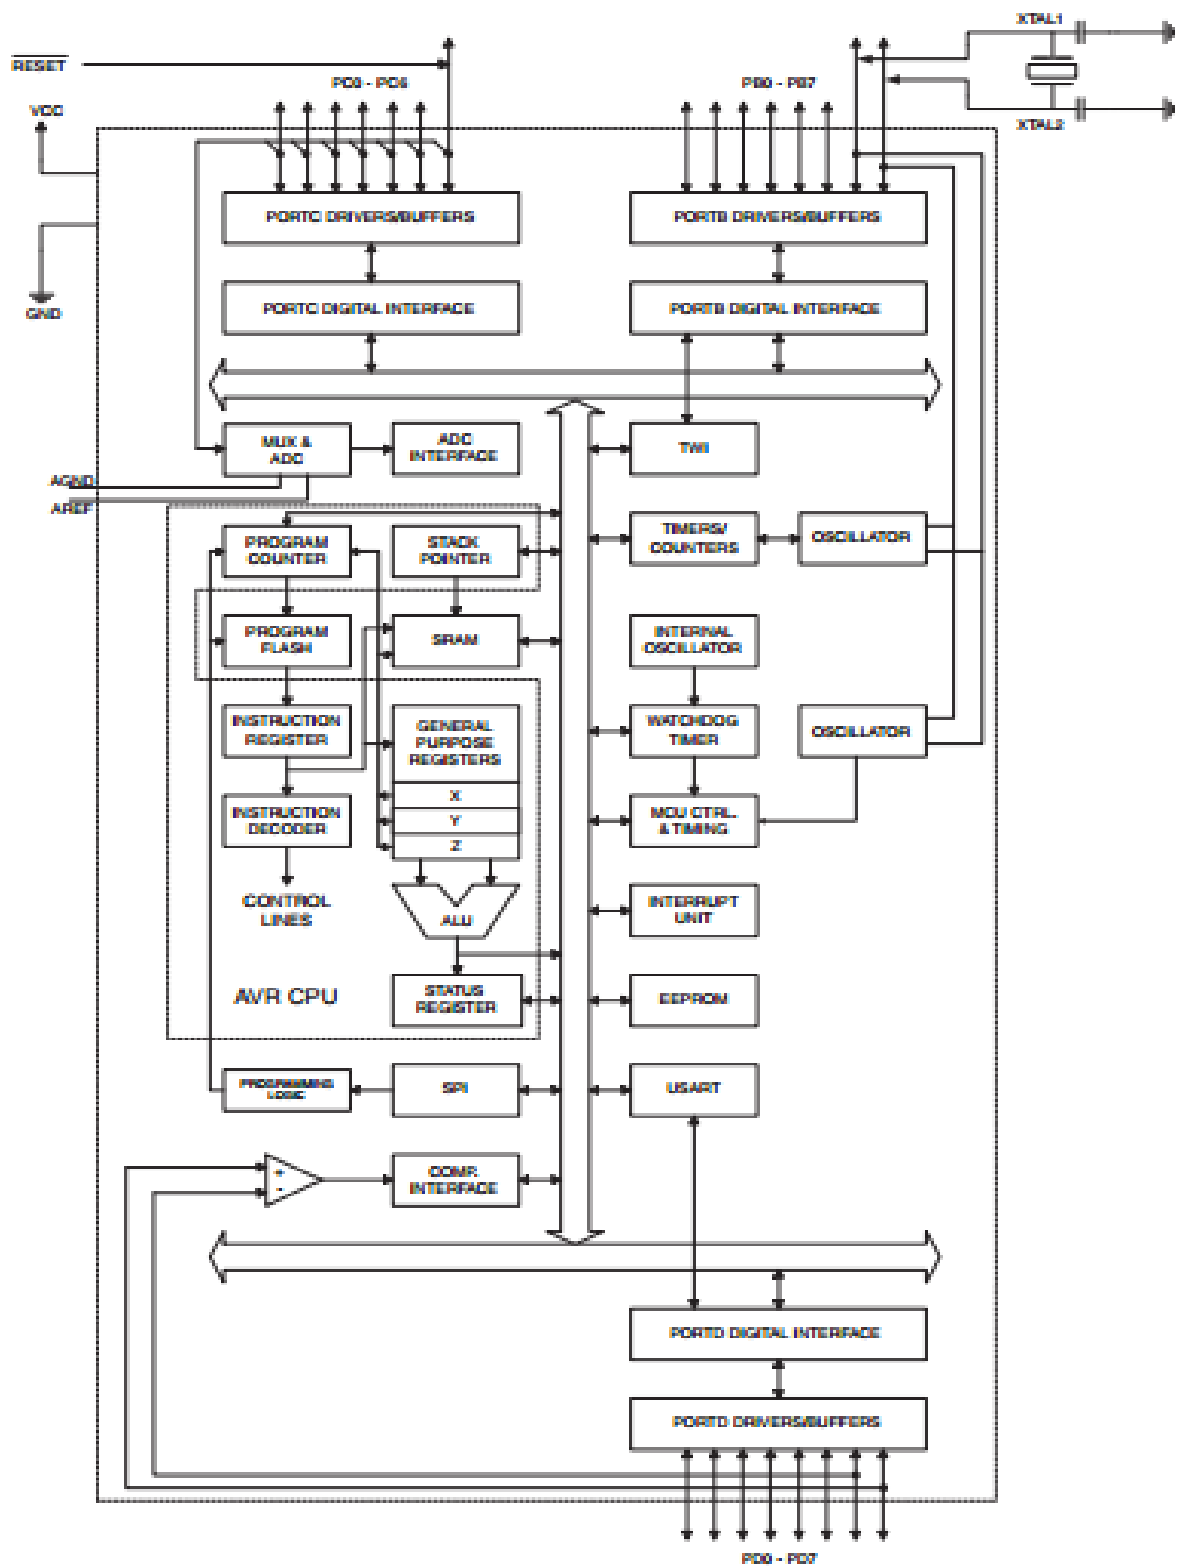 XTAL1
RESET
PC0 - PC6
PB0 - PB7
VCC
XTAL2
PORTC DRIVERS/BUFFERS
PORTB DRIVERS/BUFFERS
PORTC DIGITAL INTERFACE
PORTB DIGITAL INTERFACE
GND
MUX &
ADC
ADC
INTERFACE
TWI
AGND
AREF
PROGRAM
COUNTER
STACK
POINTER
TIMERS/
COUNTERS
OSCILLATOR
PROGRAM
FLASH
SRAM
INTERNAL
OSCILLATOR
INSTRUCTION
REGISTER
GENERAL
PURPOSE
REGISTERS
WATCHDOG
TIMER
OSCILLATOR
X
Y
Z
INSTRUCTION
DECODER
MCU CTRL.
& TIMING
CONTROL
LINES
ALU
INTERRUPT
UNIT
AVR CPU
STATUS
REGISTER
EEPROM
PROGRAMMING
LOGIC
SPI
USART
+
-
COMP.
INTERFACE
PORTD DIGITAL INTERFACE
PORTD DRIVERS/BUFFERS
PD0 - PD7